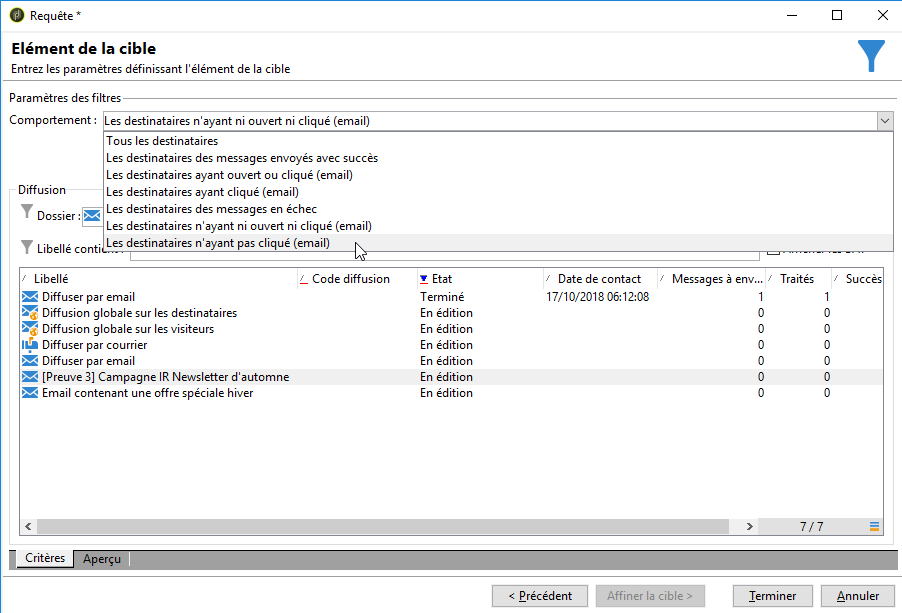 Requête *
Elément de la cible
Entrez les paramètres définissant l'élément de la cible
Paramètres des filtres
Comportement : Les destinataires n'ayant ni ouvert ni cliqué (email)
Tous les destinataires
Les destinataires des messages envoyés avec succès
Les destinataires ayant ouvert ou cliqué (email)
Les destinataires ayant cliqué (email)
Les destinataires des messages en échec
Les destinataires n'ayant ni ouvert ni cliqué (email)
Les destinataires n'ayant pas cliqué (email)
Diffusion
Dossier :
Libellé contient :
Libellé Code diffusion Etat Date de contact Messages à env... Traités Succès
Diffuser par email Terminé 17/10/2018 06:12:08 1 1
Diffusion globale sur les destinataires En édition 0 0
Diffusion globale sur les visiteurs En édition 0 0
Diffuser par courrier En édition 0 0
Diffuser par email En édition 0 0
[Preuve 3] Campagne IR Newsletter d'automne En édition 0 0
Email contenant une offre spéciale hiver En édition 0 0
7 / 7
Critères Aperçu
< Précédent Affiner la cible > Terminer Annuler